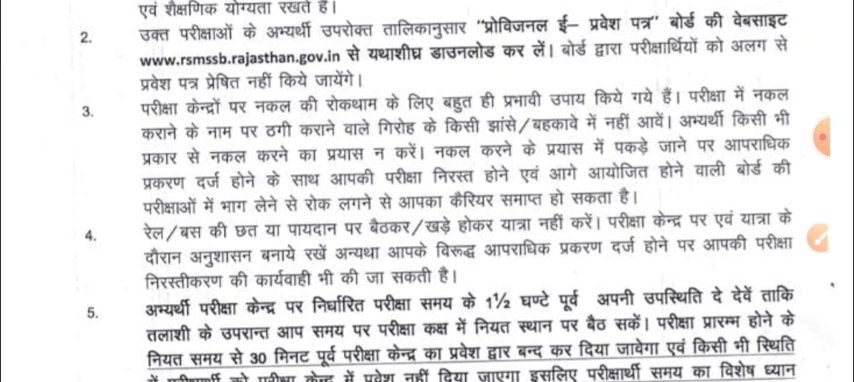 एवं शैक्षणिक योग्यता रखते हैं।
2. उक्त परीक्षाओं के अभ्यर्थी उपरोक्त तालिकानुसार "प्रोविजनल ई– प्रवेश पत्र" बोर्ड की वेबसाइट
www.rsmssb.rajasthan.gov.in से यथाशीघ्र डाउनलोड कर लें। बोर्ड द्वारा परीक्षार्थियों को अलग से
प्रवेश पत्र प्रेषित नहीं किये जायेंगे।
3. परीक्षा केन्द्रों पर नकल की रोकथाम के लिए बहुत ही प्रभावी उपाय किये गये हैं। परीक्षा में नकल
कराने के नाम पर ठगी कराने वाले गिरोह के किसी झांसे/बहकावे में नहीं आवें। अभ्यर्थी किसी भी
प्रकार से नकल करने का प्रयास न करें। नकल करने के प्रयास में पकड़े जाने पर आपराधिक
प्रकरण दर्ज होने के साथ आपकी परीक्षा निरस्त होने एवं आगे आयोजित होने वाली बोर्ड की
परीक्षाओं में भाग लेने से रोक लगने से आपका कैरियर समाप्त हो सकता है।
4. रेल/बस की छत या पायदान पर बैठकर/खड़े होकर यात्रा नहीं करें। परीक्षा केन्द्र पर एवं यात्रा के
दौरान अनुशासन बनाये रखें अन्यथा आपके विरूद्ध आपराधिक प्रकरण दर्ज होने पर आपकी परीक्षा
निरस्तीकरण की कार्यवाही भी की जा सकती है।
5. अभ्यर्थी परीक्षा केन्द्र पर निर्धारित परीक्षा समय के 1½ घण्टे पूर्व अपनी उपस्थिति दे देवें ताकि
तलाशी के उपरान्त आप समय पर परीक्षा कक्ष में नियत स्थान पर बैठ सकें। परीक्षा प्रारम्भ होने के
नियत समय से 30 मिनट पूर्व परीक्षा केन्द्र का प्रवेश द्वार बन्द कर दिया जावेगा एवं किसी भी स्थिति
में परीक्षार्थी को परीक्षा केन्द्र में प्रवेश नहीं दिया जाएगा इसलिए परीक्षार्थी समय का विशेष ध्यान